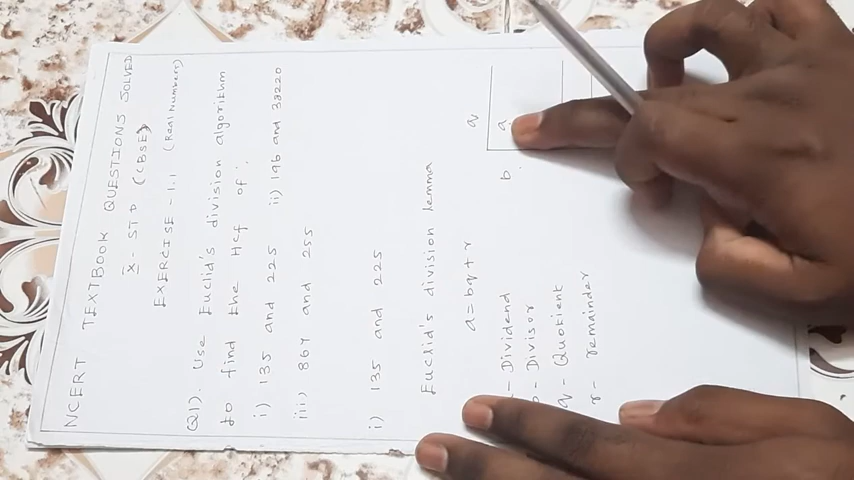 NCERT TEXTBOOK QUESTIONS SOLVED
X - STD (CBSE)
EXERCISE - 1.1 (Real Numbers)
Q1). Use Euclid's division algorithm
to find the Hcf of :
i) 135 and 225 ii) 196 and 38220
iii) 867 and 255
i) 135 and 225
Euclid's division lemma
a = bq + r
q
b a
- Dividend
b - Divisor
q - Quotient
r - remainder